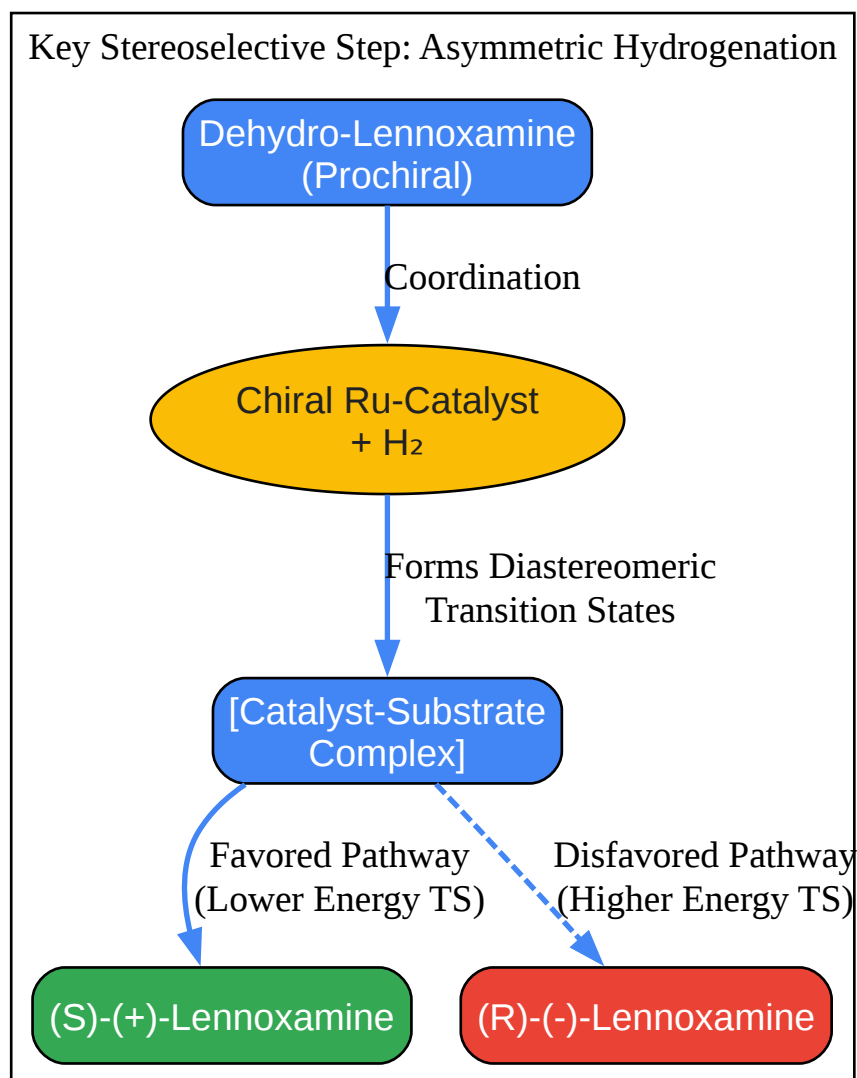 Key Stereoselective Step: Asymmetric Hydrogenation
Dehydro-Lennoxamine
(Prochiral)
Coordination
Chiral Ru-Catalyst
+ H₂
Forms Diastereomeric
Transition States
[Catalyst-Substrate
Complex]
Favored Pathway
(Lower Energy TS)
Disfavored Pathway
(Higher Energy TS)
(S)-(+)-Lennoxamine
(R)-(-)-Lennoxamine